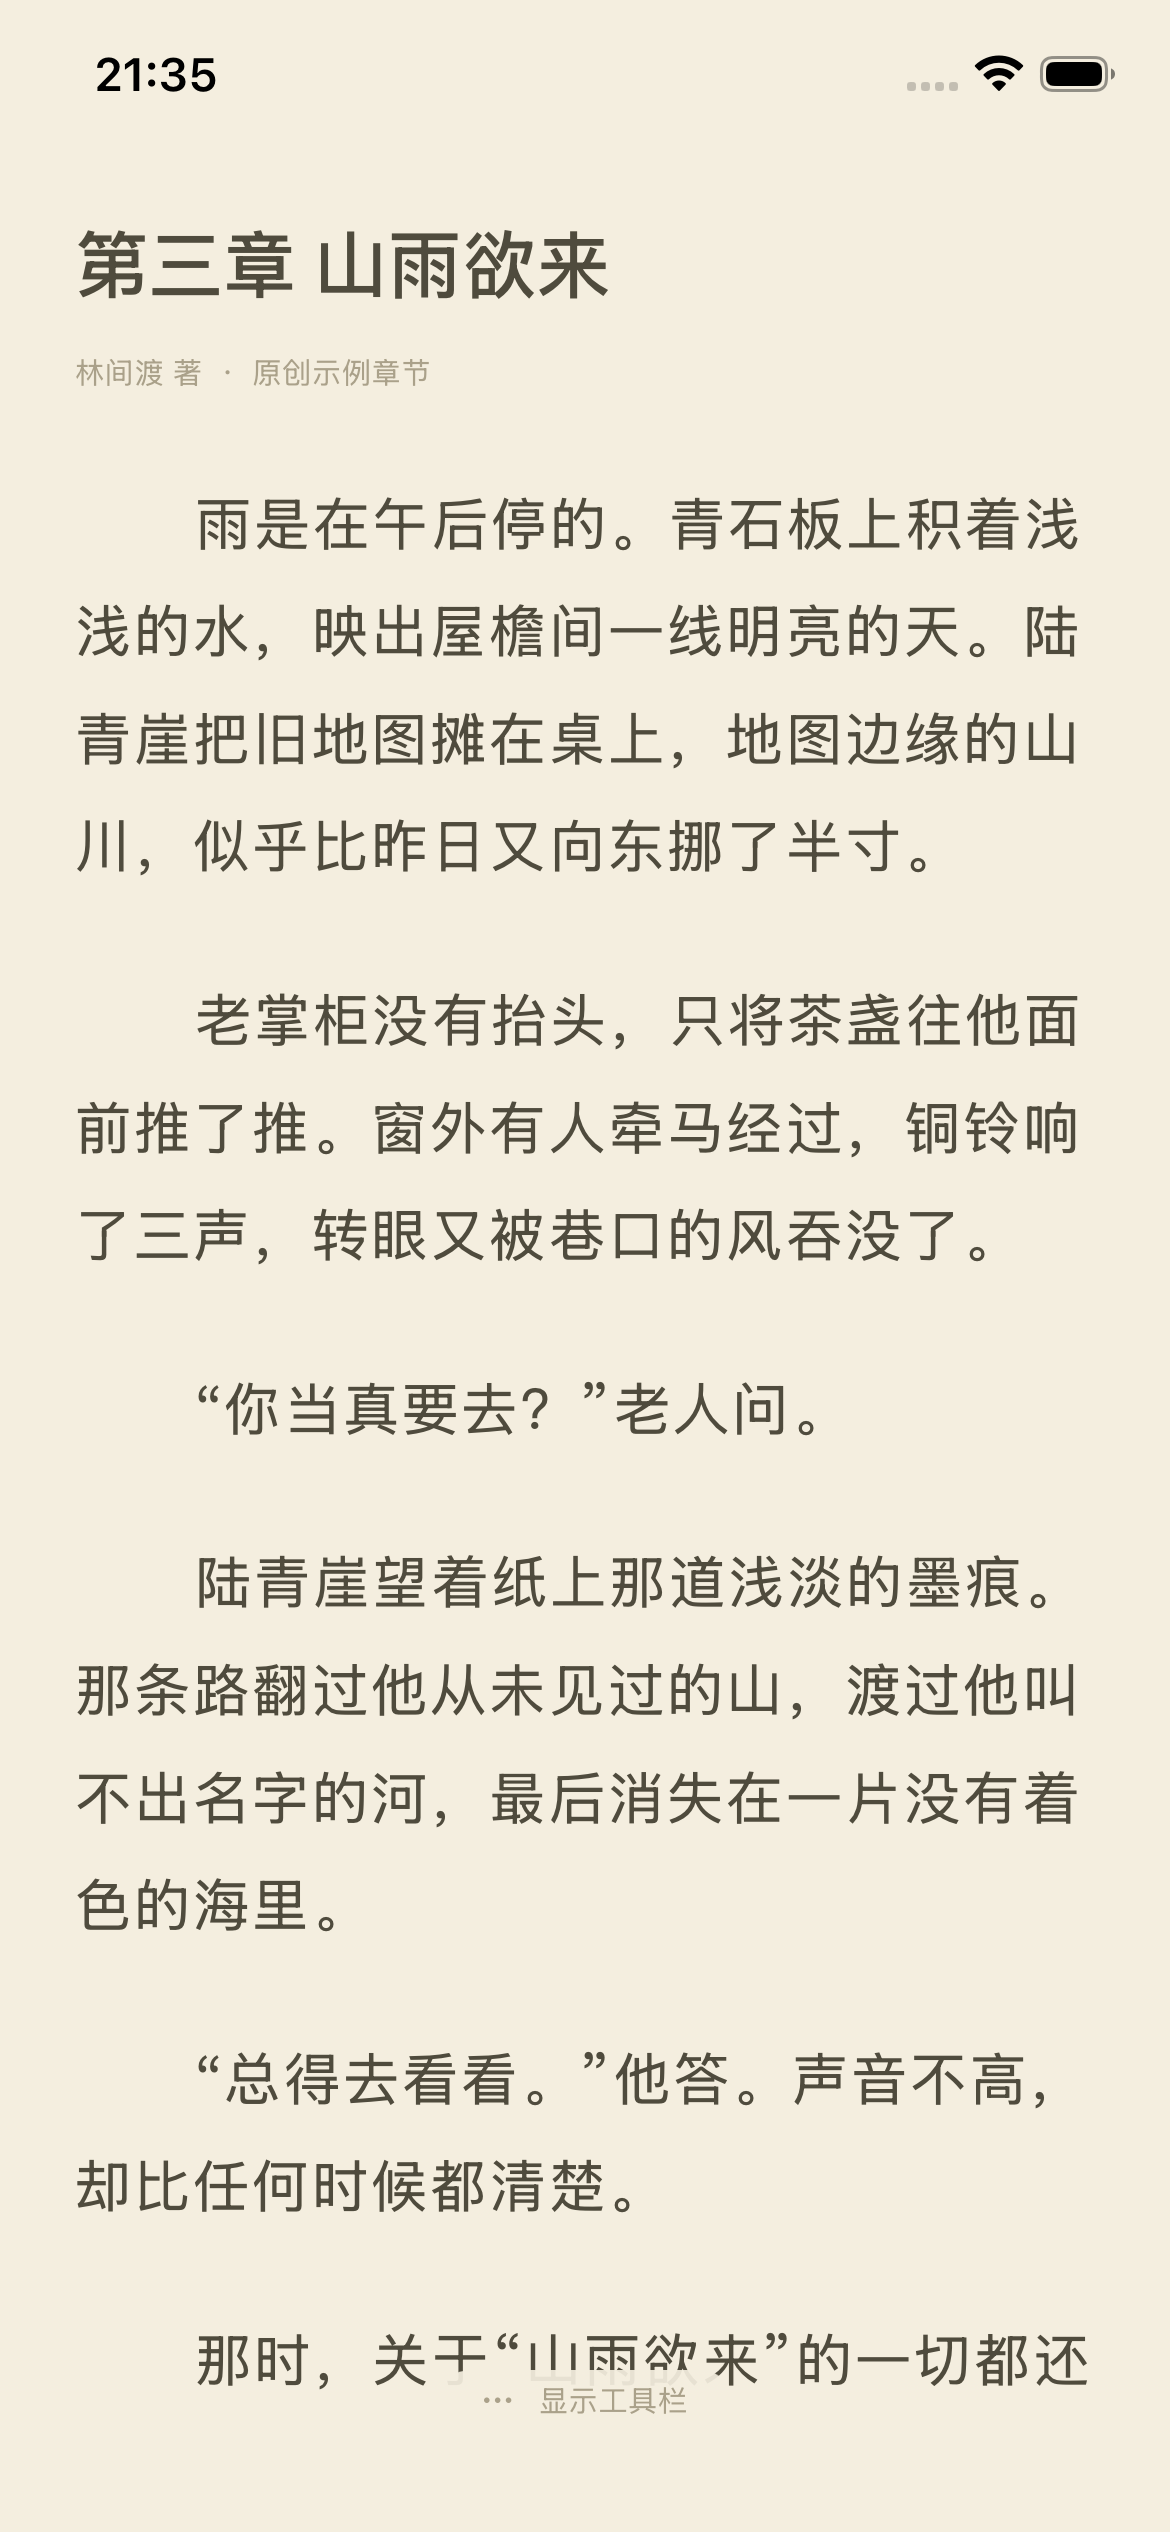 21:35
第三章 山雨欲来
林间渡 著 · 原创示例章节
雨是在午后停的。青石板上积着浅
浅的水，映出屋檐间一线明亮的天。陆
青崖把旧地图摊在桌上，地图边缘的山
川，似乎比昨日又向东挪了半寸。
老掌柜没有抬头，只将茶盏往他面
前推了推。窗外有人牵马经过，铜铃响
了三声，转眼又被巷口的风吞没了。
“你当真要去？”老人问。
陆青崖望着纸上那道浅淡的墨痕。
那条路翻过他从未见过的山，渡过他叫
不出名字的河，最后消失在一片没有着
色的海里。
“总得去看看。”他答。声音不高，
却比任何时候都清楚。
那时，关于“山雨欲来”的一切都还
··· 显示工具栏